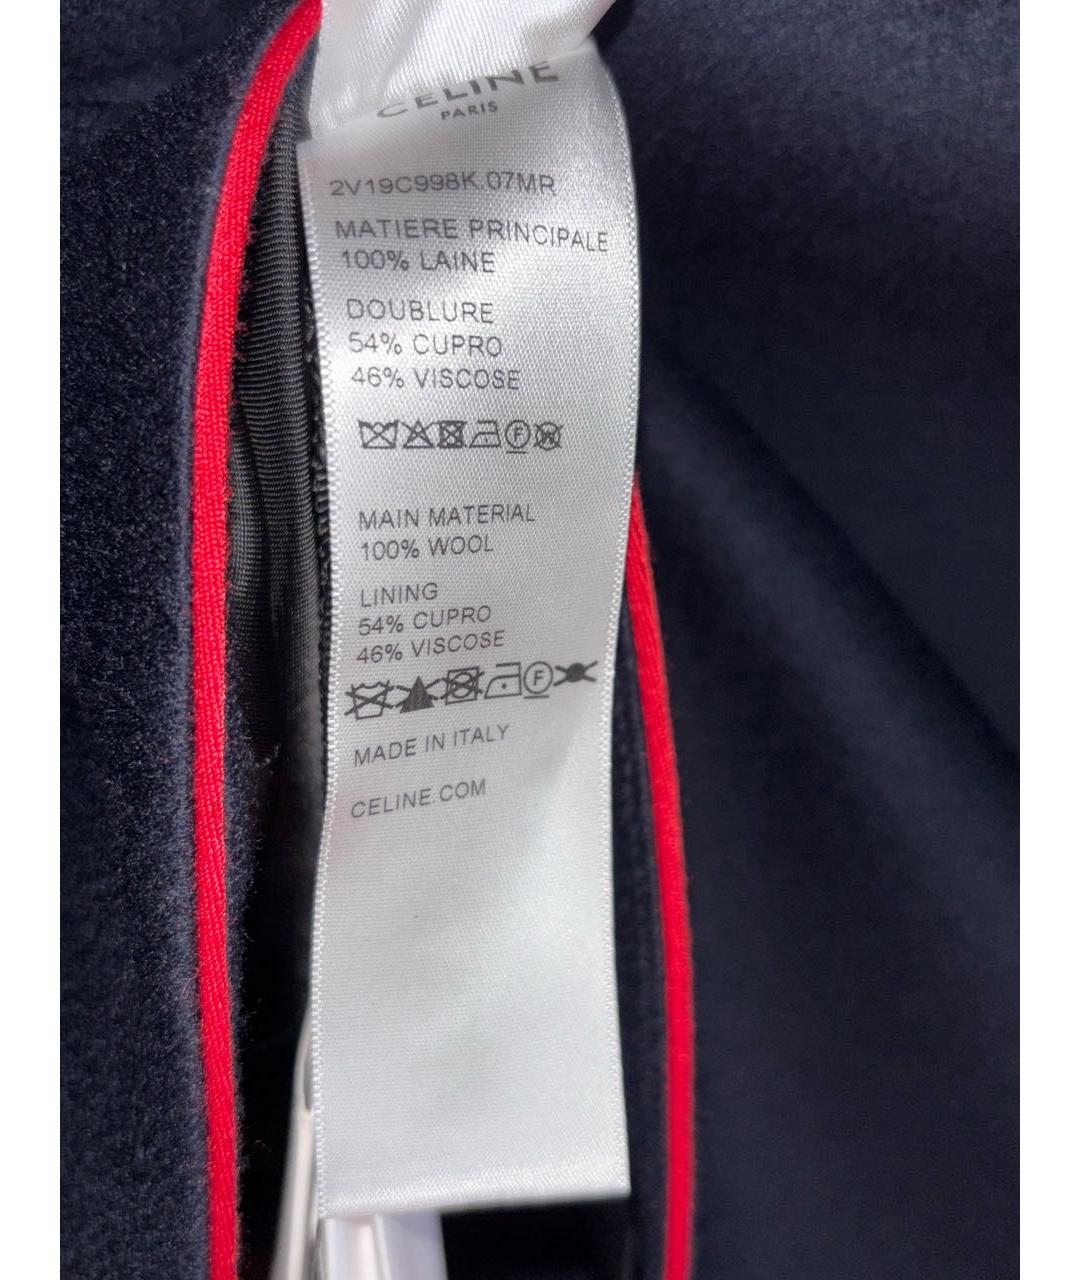 CELINE
PARIS
2V19C998K.07MR
MATIERE PRINCIPALE
100% LAINE
DOUBLURE
54% CUPRO
46% VISCOSE
MAIN MATERIAL
100% WOOL
LINING
54% CUPRO
46% VISCOSE
MADE IN ITALY
CELINE.COM